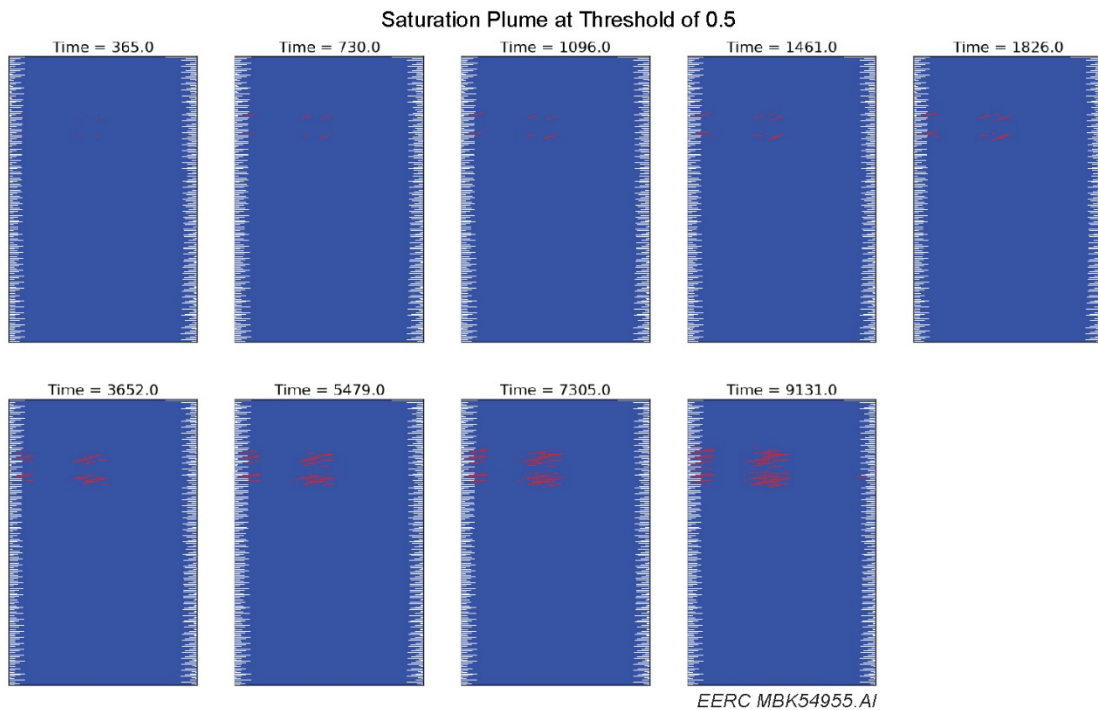 Saturation Plume at Threshold of 0.5
Time = 365.0
Time = 730.0
Time = 1096.0
Time = 1461.0
Time = 1826.0
Time = 3652.0
Time = 5479.0
Time = 7305.0
Time = 9131.0
EERC MBK54955.AI